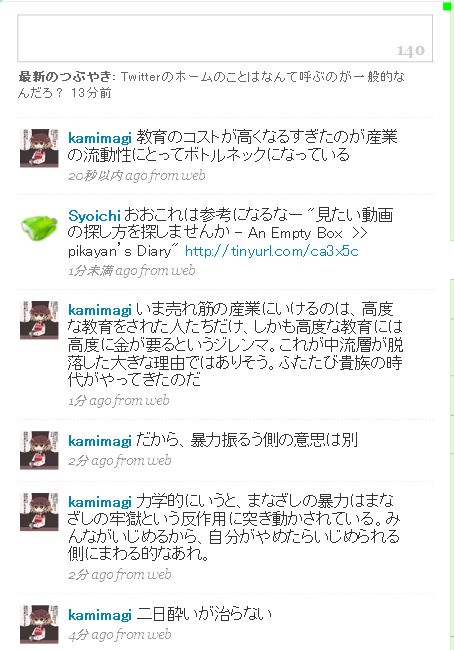 140
最新のつぶやき: Twitterのホームのことはなんて呼ぶのが一般的な
んだろ？ 13分前
kamimagi 教育のコストが高くなるすぎたのが産業
の流動性にとってボトルネックになっている
20秒以内 ago from web
Syoichi おおこれは参考になるなー "見たい動画
の探し方を探しませんか - An Empty Box >>
pikayan's Diary" http://tinyurl.com/ca3x5c
1分未満 ago from web
kamimagi いま売れ筋の産業にいけるのは、高度
な教育をされた人たちだけ、しかも高度な教育には
高度に金が要るというジレンマ。これが中流層が脱
落した大きな理由ではありそう。ふたたび貴族の時
代がやってきたのだ
1分 ago from web
kamimagi だから、暴力振るう側の意思は別
2分 ago from web
kamimagi 力学的にいうと、まなざしの暴力はまな
ざしの牢獄という反作用に突き動かされている。み
んながいじめるから、自分がやめたらいじめられる
側にまわる的なあれ。
2分 ago from web
kamimagi 二日酔いが治らない
4分 ago from web